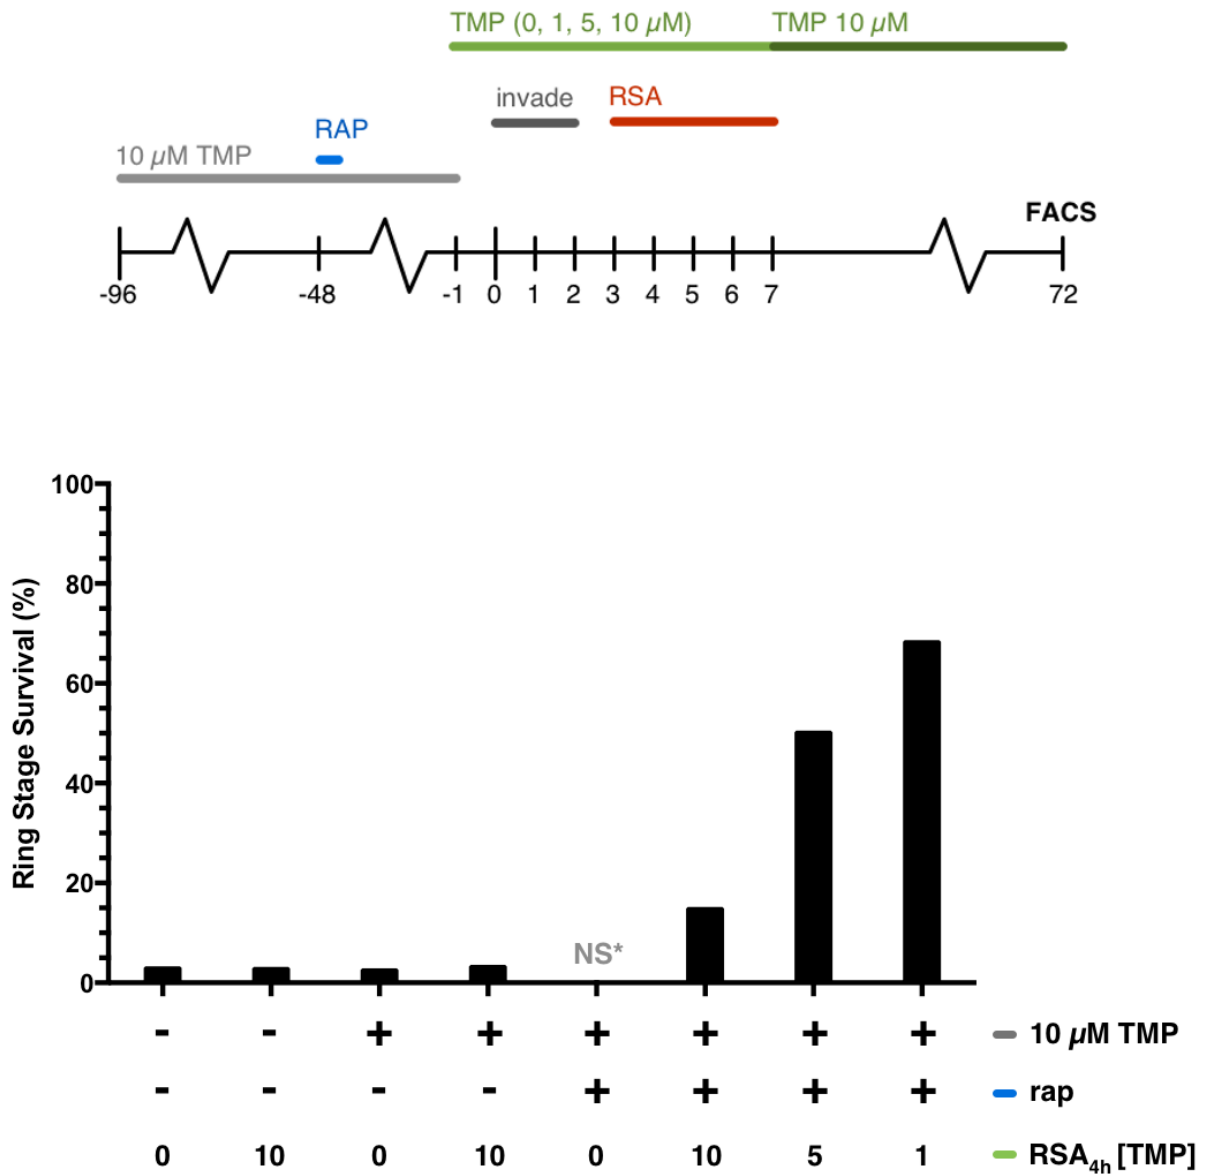 TMP (0, 1, 5, 10 µM) TMP 10 µM
invade RSA
RAP
10 µM TMP
FACS
-96 -48 -1 0 1 2 3 4 5 6 7 72
100
80
60
40
20
0
Ring Stage Survival (%)
NS*
- - + + + + + + 10 µM TMP
- - - - + + + + rap
0 10 0 10 0 10 5 1 RSA4h [TMP]